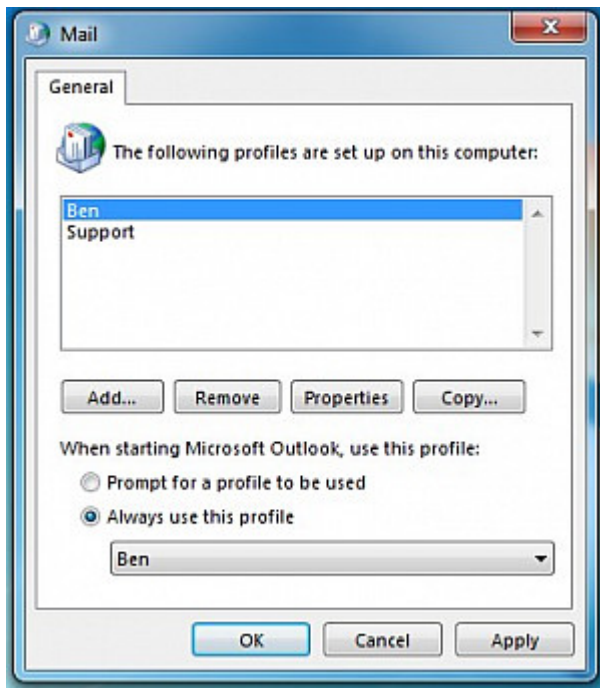 Mail
General
The following profiles are set up on this computer:
Ben
Support
Add... Remove Properties Copy...
When starting Microsoft Outlook, use this profile:
Prompt for a profile to be used
Always use this profile
Ben
OK Cancel Apply